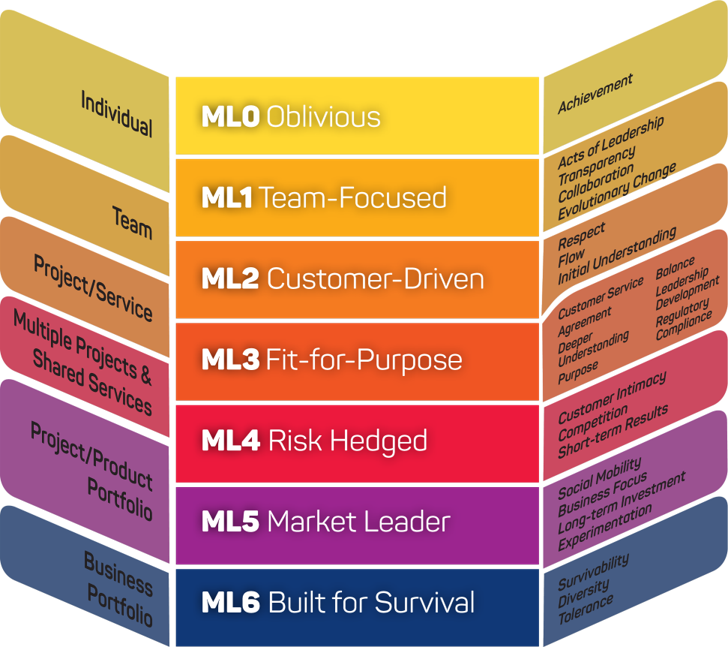 Individual
Team
Project/Service
Multiple Projects &
Shared Services
Project/Product
Portfolio
Business
Portfolio
ML0 Oblivious
ML1 Team-Focused
ML2 Customer-Driven
ML3 Fit-for-Purpose
ML4 Risk Hedged
ML5 Market Leader
ML6 Built for Survival
Achievement
Acts of Leadership
Transparency
Collaboration
Evolutionary Change
Respect
Flow
Initial Understanding
Customer Service
Agreement
Deeper
Understanding
Purpose
Balance
Leadership
Development
Regulatory
Compliance
Customer Intimacy
Competition
Short-term Results
Social Mobility
Business Focus
Long-term Investment
Experimentation
Survivability
Diversity
Tolerance